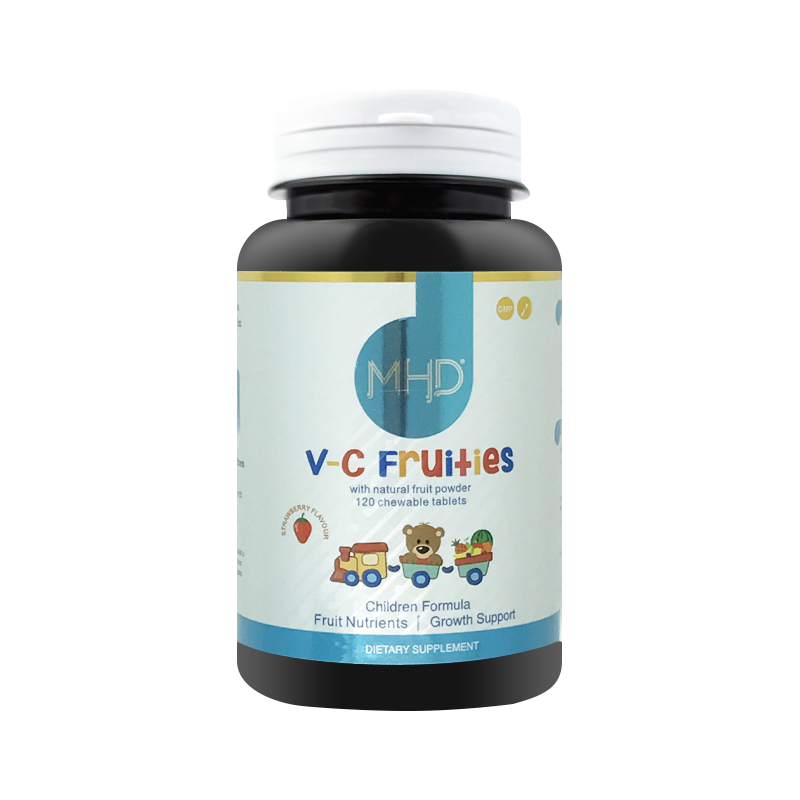 GMP
MHD®
V-C Fruities
with natural fruit powder
120 chewable tablets
STRAWBERRY FLAVOUR
Children Formula
Fruit Nutrients | Growth Support
DIETARY SUPPLEMENT